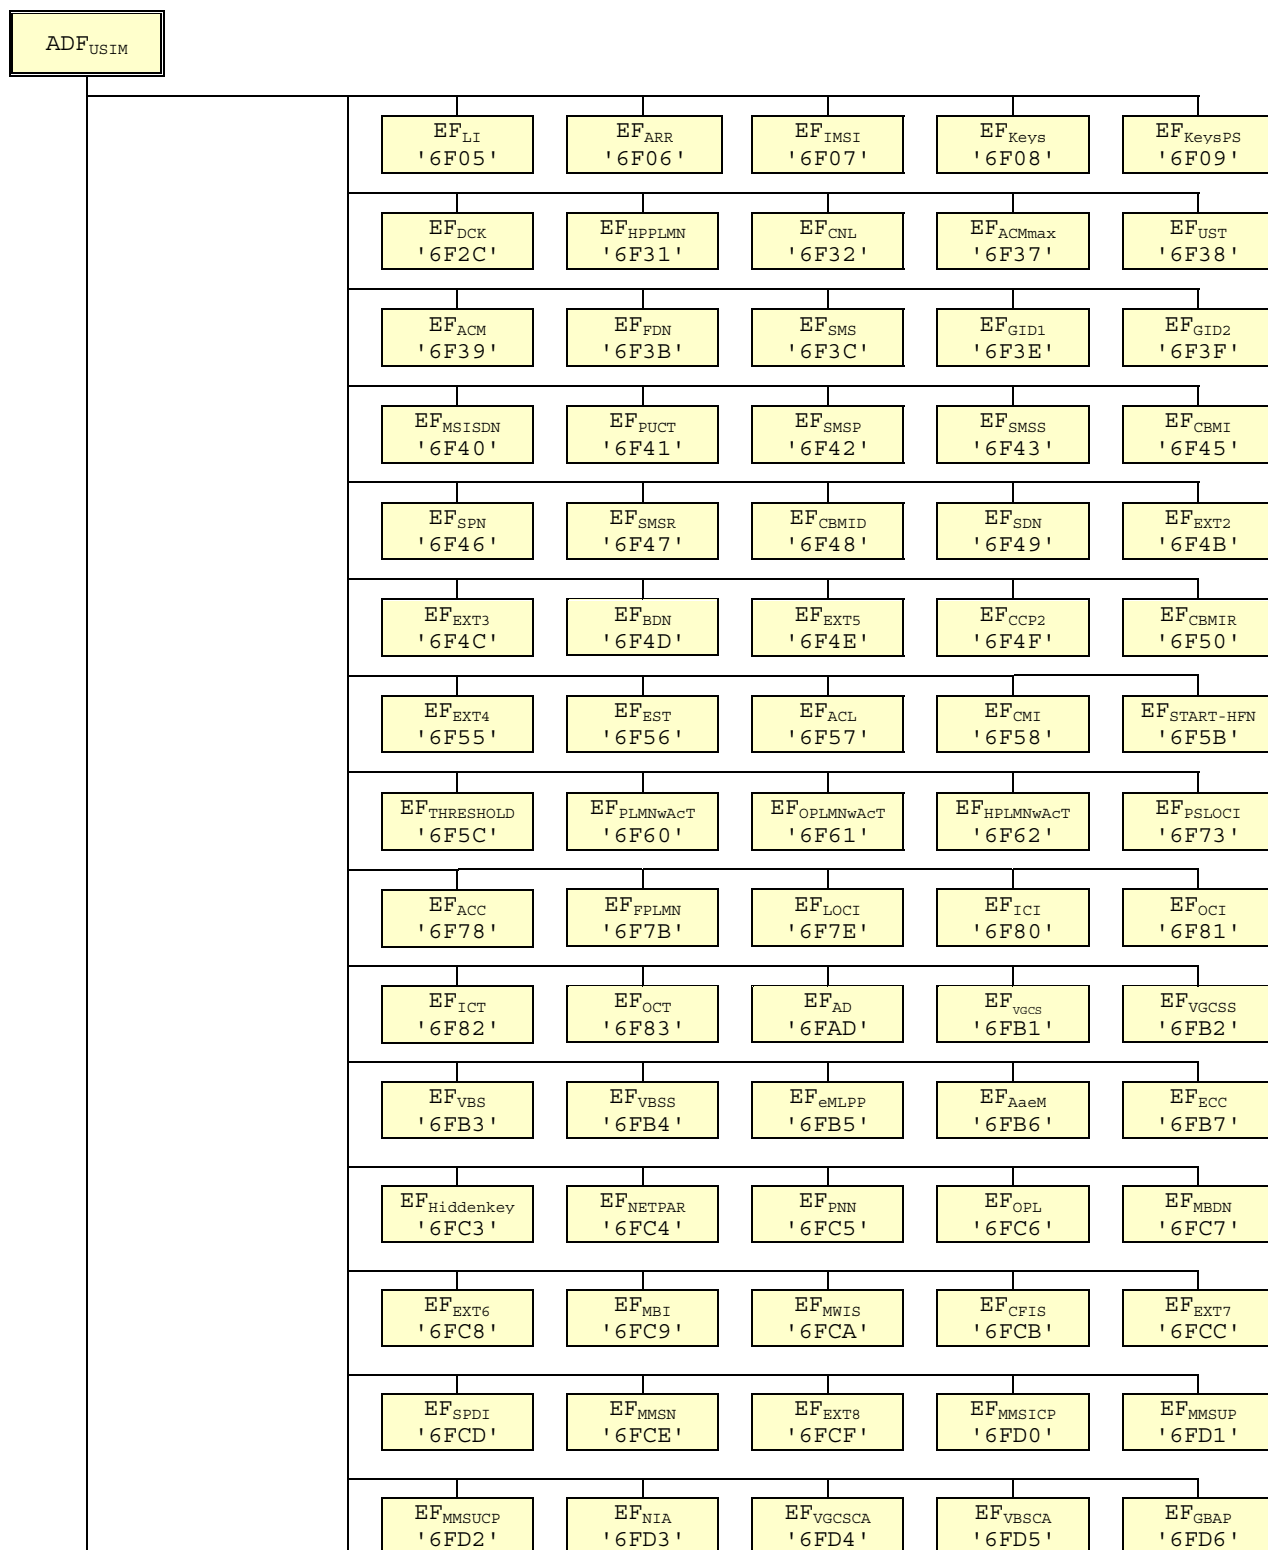 ADFUSIM
EFLI EFARR EFIMSI EFKeys EFKeysPS
'6F05' '6F06' '6F07' '6F08' '6F09'
EFDCK EFHPPLMN EFCNL EFACMmax EFUST
'6F2C' '6F31' '6F32' '6F37' '6F38'
EFACM EFFDN EFSMS EFGID1 EFGID2
'6F39' '6F3B' '6F3C' '6F3E' '6F3F'
EFMSISDN EFPUCT EFSMSP EFSMSS EFCBMI
'6F40' '6F41' '6F42' '6F43' '6F45'
EFSPN EFSMSR EFCBMID EFSDN EFEXT2
'6F46' '6F47' '6F48' '6F49' '6F4B'
EFEXT3 EFBDN EFEXT5 EFCCP2 EFCBMIR
'6F4C' '6F4D' '6F4E' '6F4F' '6F50'
EFEXT4 EFEST EFACL EFCMI EFSTART-HFN
'6F55' '6F56' '6F57' '6F58' '6F5B'
EFTHRESHOLD EFPLMNwAcT EFOPLMNwAcT EFHPLMNwAcT EFPSLOCI
'6F5C' '6F60' '6F61' '6F62' '6F73'
EFACC EFFPLMN EFLOCI EFICI EFOCI
'6F78' '6F7B' '6F7E' '6F80' '6F81'
EFICT EFOCT EFAD EFVGCS EFVGCSS
'6F82' '6F83' '6FAD' '6FB1' '6FB2'
EFVBS EFVBSS EFeMLPP EFAaeM EFECC
'6FB3' '6FB4' '6FB5' '6FB6' '6FB7'
EFHiddenkey EFNETPAR EFPNN EFOPL EFMBDN
'6FC3' '6FC4' '6FC5' '6FC6' '6FC7'
EFEXT6 EFMBI EFMWIS EFCFIS EFEXT7
'6FC8' '6FC9' '6FCA' '6FCB' '6FCC'
EFSPDI EFMMSN EFEXT8 EFMMSICP EFMMSUP
'6FCD' '6FCE' '6FCF' '6FD0' '6FD1'
EFMMSUCP EFNIA EFVGCSCA EFVBSCA EFGBAP
'6FD2' '6FD3' '6FD4' '6FD5' '6FD6'